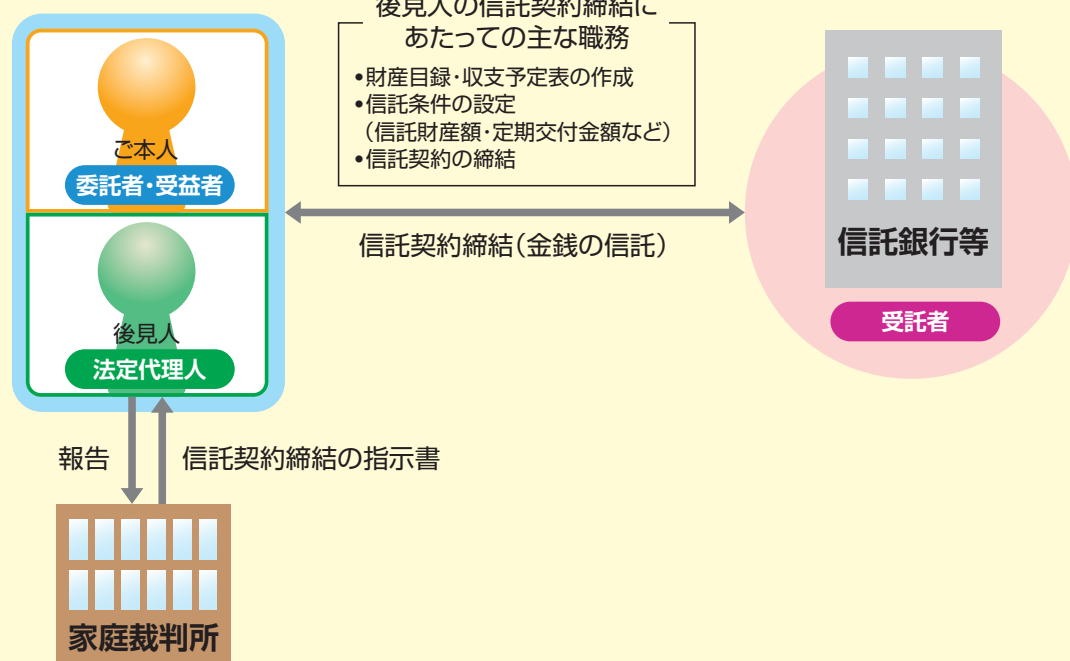 後見人の信託契約締結に
あたっての主な職務
•財産目録・収支予定表の作成
•信託条件の設定
(信託財産額・定期交付金額など)
•信託契約の締結
ご本人
委託者・受益者
後見人
法定代理人
信託契約締結(金銭の信託)
信託銀行等
受託者
報告
信託契約締結の指示書
家庭裁判所